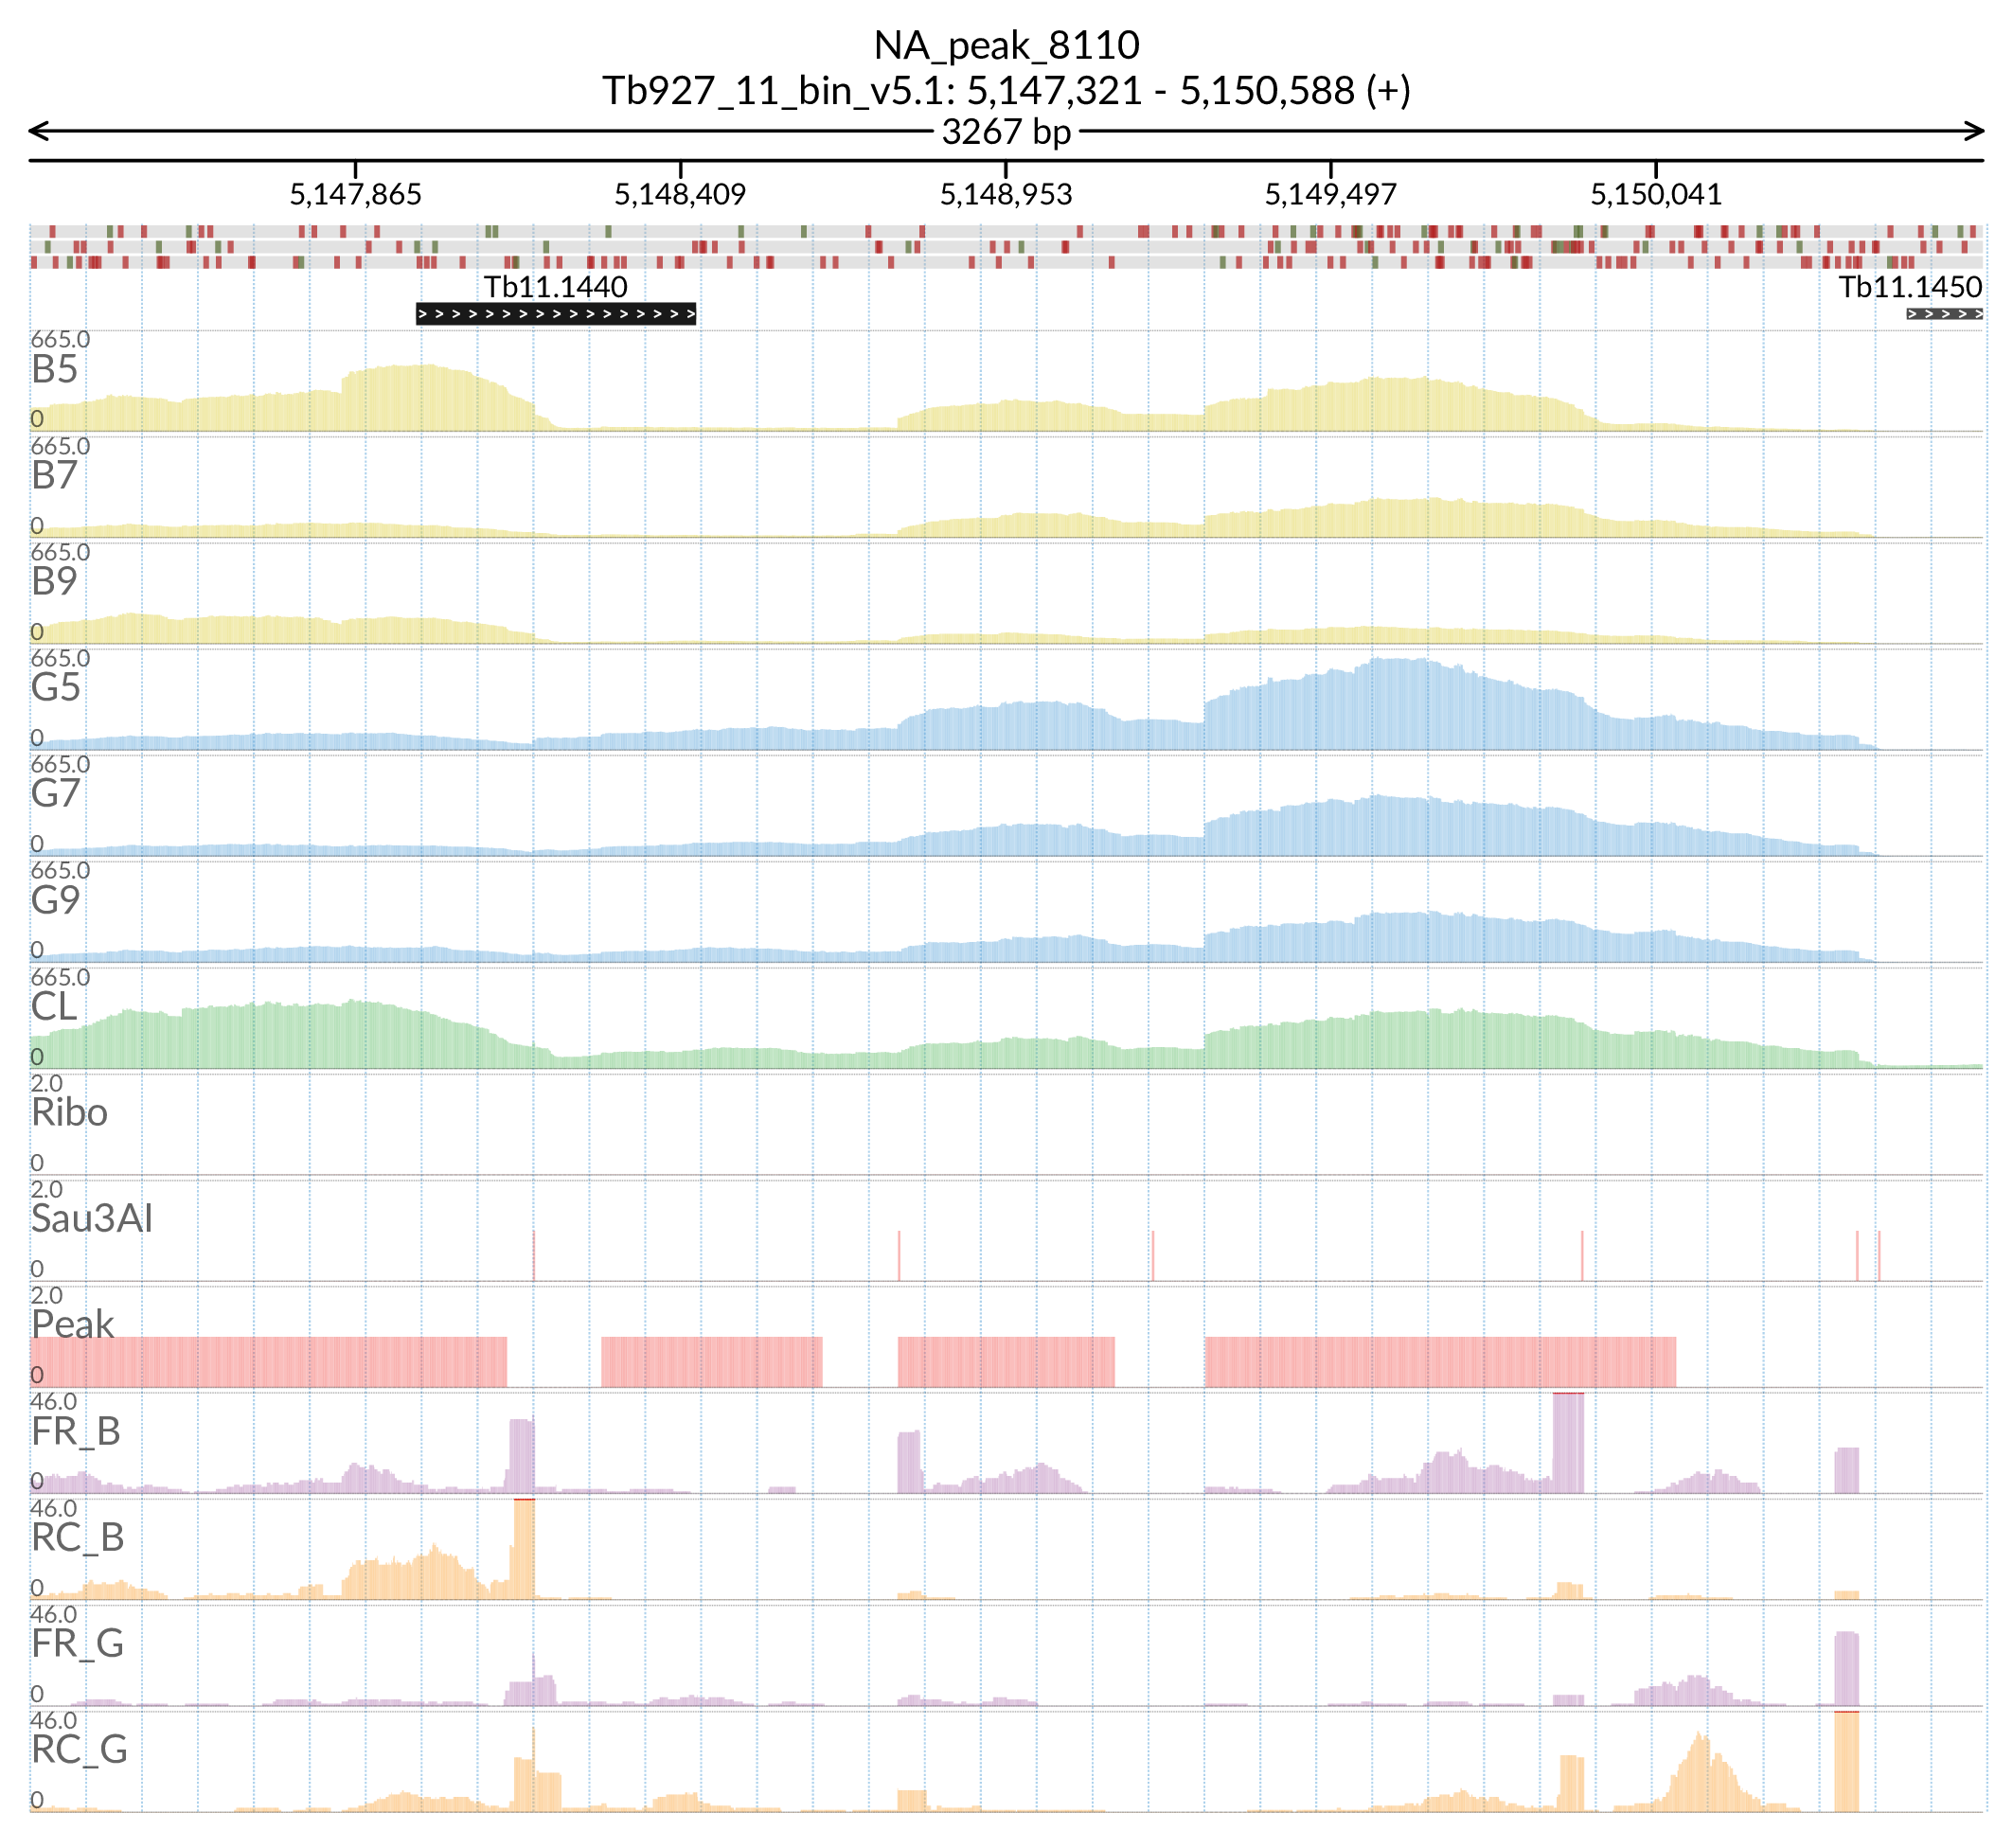 NA_peak_8110
Tb927_11_bin_v5.1: 5,147,321 - 5,150,588 (+)
3267 bp
5,147,865 5,148,409 5,148,953 5,149,497 5,150,041
Tb11.1440 Tb11.1450
665.0
B5
0
665.0
B7
0
665.0
B9
0
665.0
G5
0
665.0
G7
0
665.0
G9
0
665.0
CL
0
2.0
Ribo
0
2.0
Sau3AI
0
2.0
Peak
0
46.0
FR_B
0
46.0
RC_B
0
46.0
FR_G
0
46.0
RC_G
0